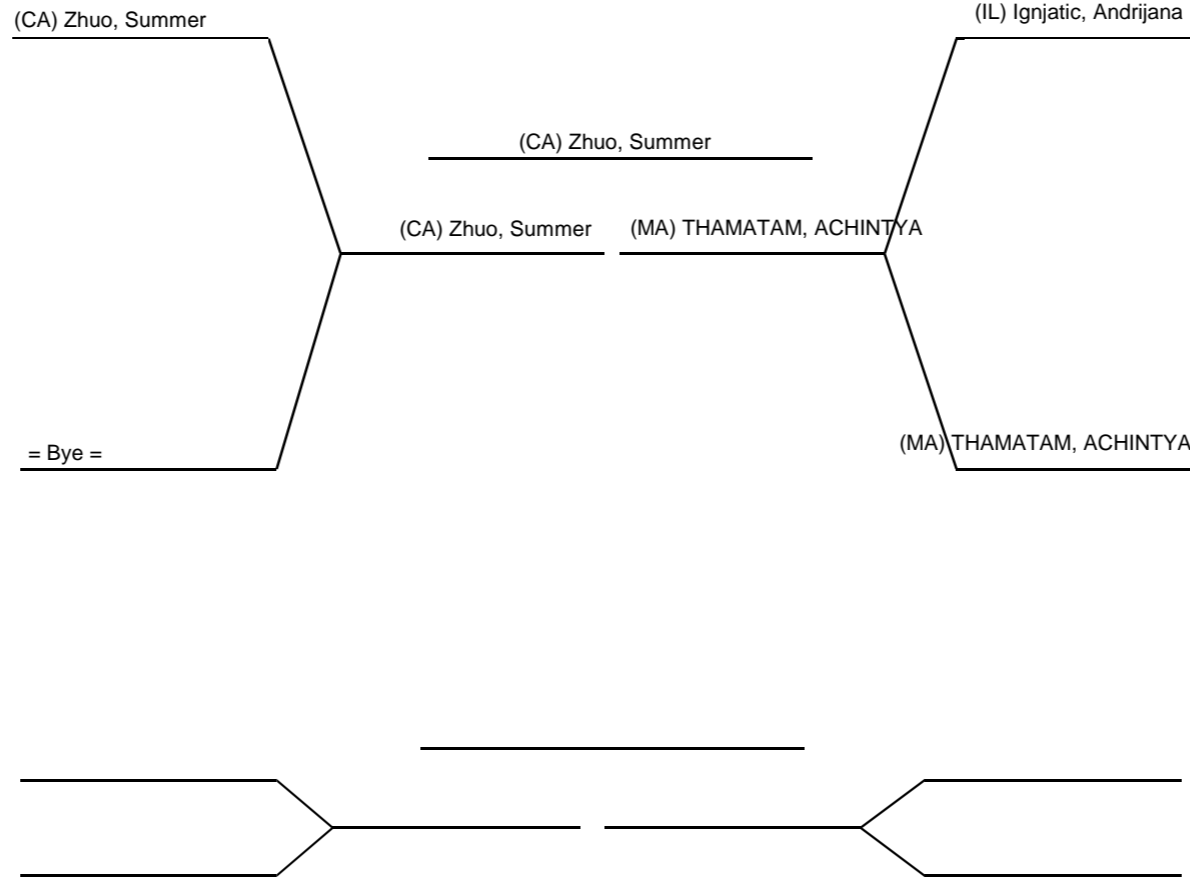 (CA) Zhuo, Summer
(IL) Ignjatic, Andrijana
(CA) Zhuo, Summer
(CA) Zhuo, Summer
(MA) THAMATAM, ACHINTYA
= Bye =
(MA) THAMATAM, ACHINTYA